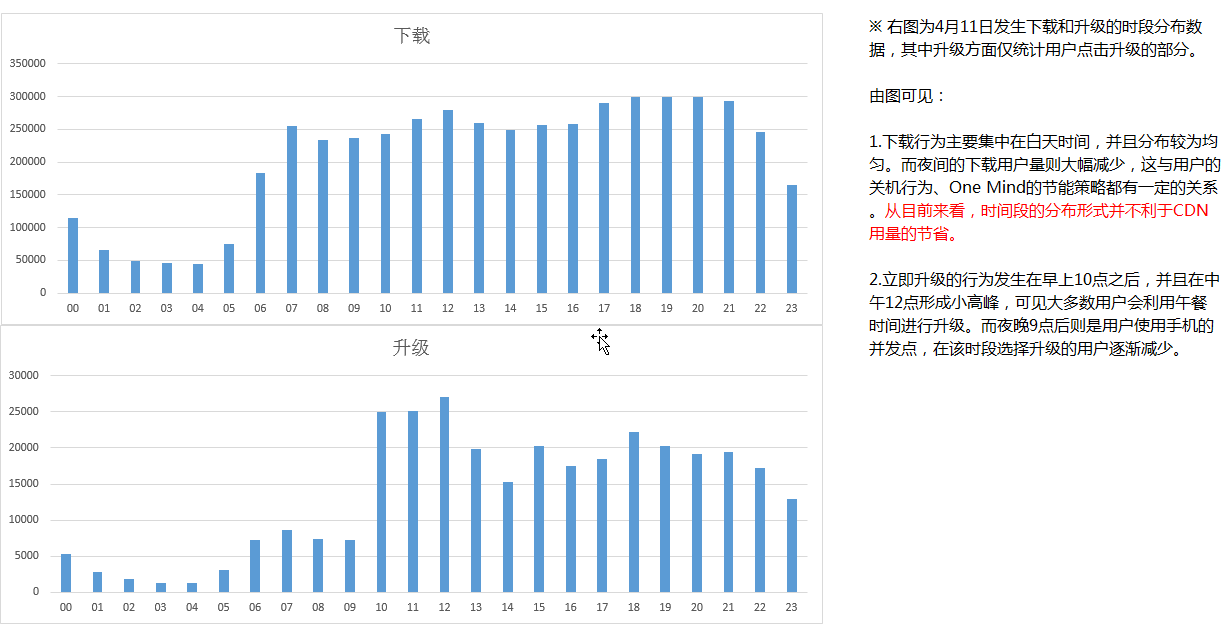 下载
350000
300000
250000
200000
150000
100000
50000
0
00 01 02 03 04 05 06 07 08 09 10 11 12 13 14 15 16 17 18 19 20 21 22 23
升级
30000
25000
20000
15000
10000
5000
0
00 01 02 03 04 05 06 07 08 09 10 11 12 13 14 15 16 17 18 19 20 21 22 23
※ 右图为4月11日发生下载和升级的时段分布数
据，其中升级方面仅统计用户点击升级的部分。
由图可见：
1.下载行为主要集中在白天时间，并且分布较为均
匀。而夜间的下载用户量则大幅减少，这与用户的
关机行为、One Mind的节能策略都有一定的关系
。从目前来看，时间段的分布形式并不利于CDN
用量的节省。
2.立即升级的行为发生在早上10点之后，并且在中
午12点形成小高峰，可见大多数用户会利用午餐
时间进行升级。而夜晚9点后则是用户使用手机的
并发点，在该时段选择升级的用户逐渐减少。